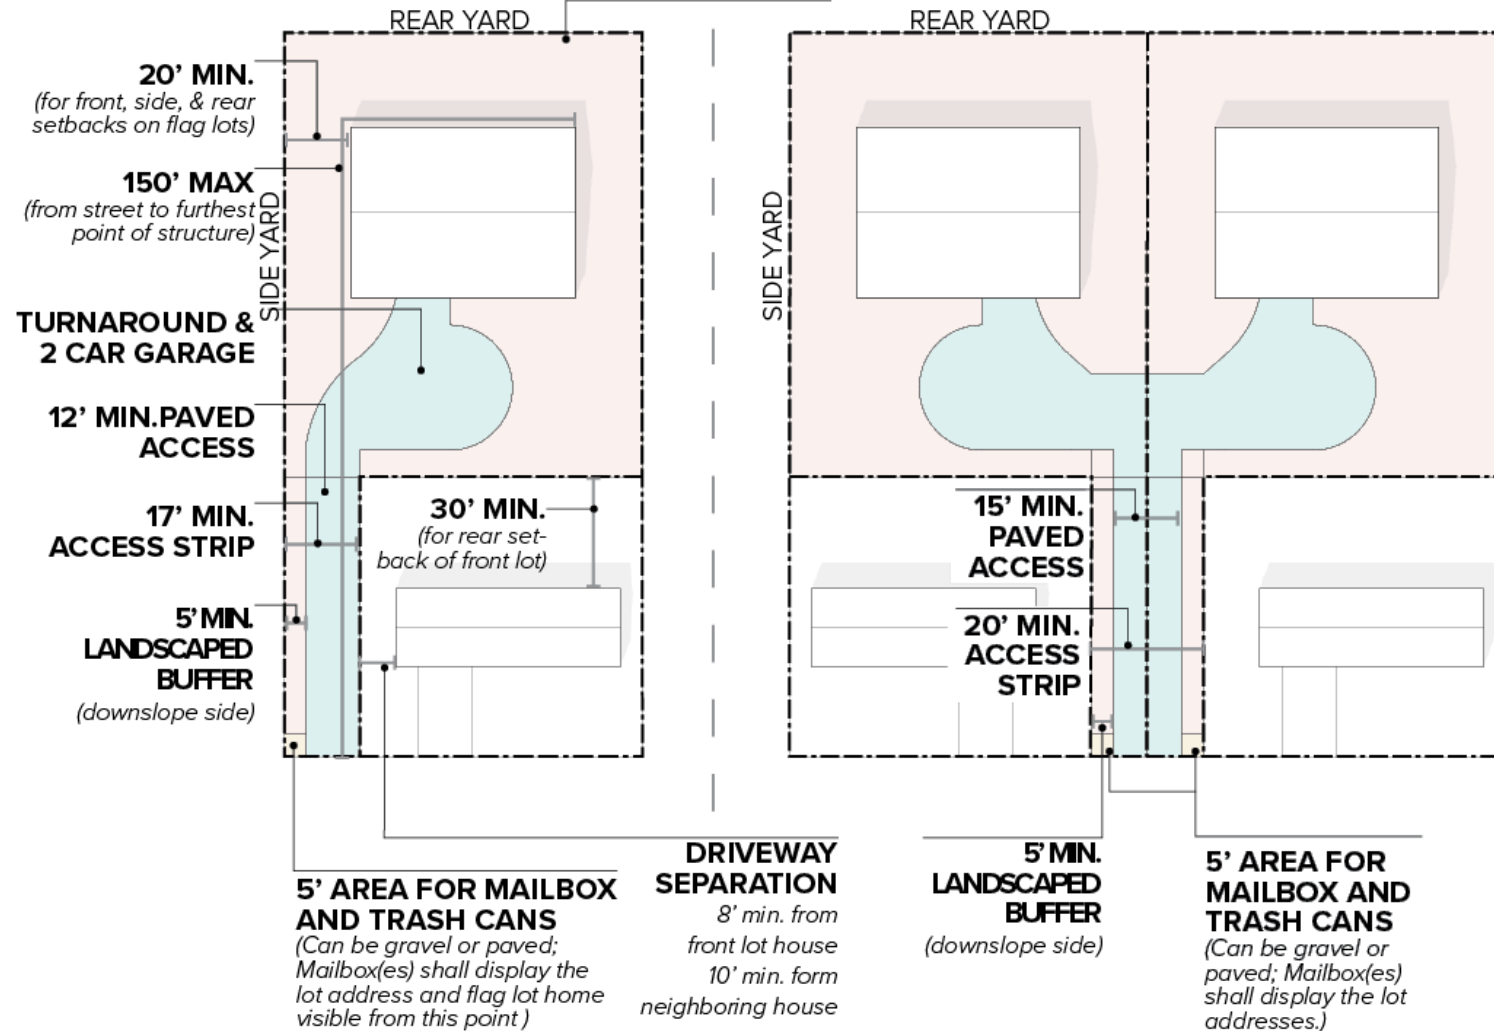 REAR YARD
20’ MIN.
(for front, side, & rear
setbacks on flag lots)
150’ MAX
(from street to furthest
point of structure)
SIDE YARD
TURNAROUND &
2 CAR GARAGE
12’ MIN.PAVED
ACCESS
17’ MIN.
ACCESS STRIP
5’ MIN.
LANDSCAPED
BUFFER
(downslope side)
30’ MIN.
(for rear set-
back of front lot)
5’ AREA FOR MAILBOX
AND TRASH CANS
(Can be gravel or paved;
Mailbox(es) shall display the
lot address and flag lot home
visible from this point )
DRIVEWAY
SEPARATION
8’ min. from
front lot house
10’ min. form
neighboring house
REAR YARD
SIDE YARD
15’ MIN.
PAVED
ACCESS
20’ MIN.
ACCESS
STRIP
5’ MIN.
LANDSCAPED
BUFFER
(downslope side)
5’ AREA FOR
MAILBOX AND
TRASH CANS
(Can be gravel or
paved; Mailbox(es)
shall display the lot
addresses.)